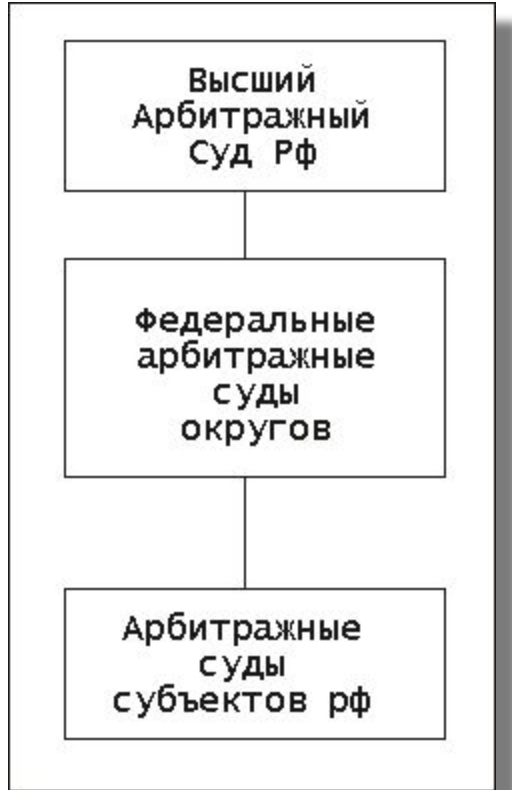 Высший
Арбитражный
Суд Рф
Федеральные
арбитражные
суды
округов
Арбитражные
суды
субъектов рф